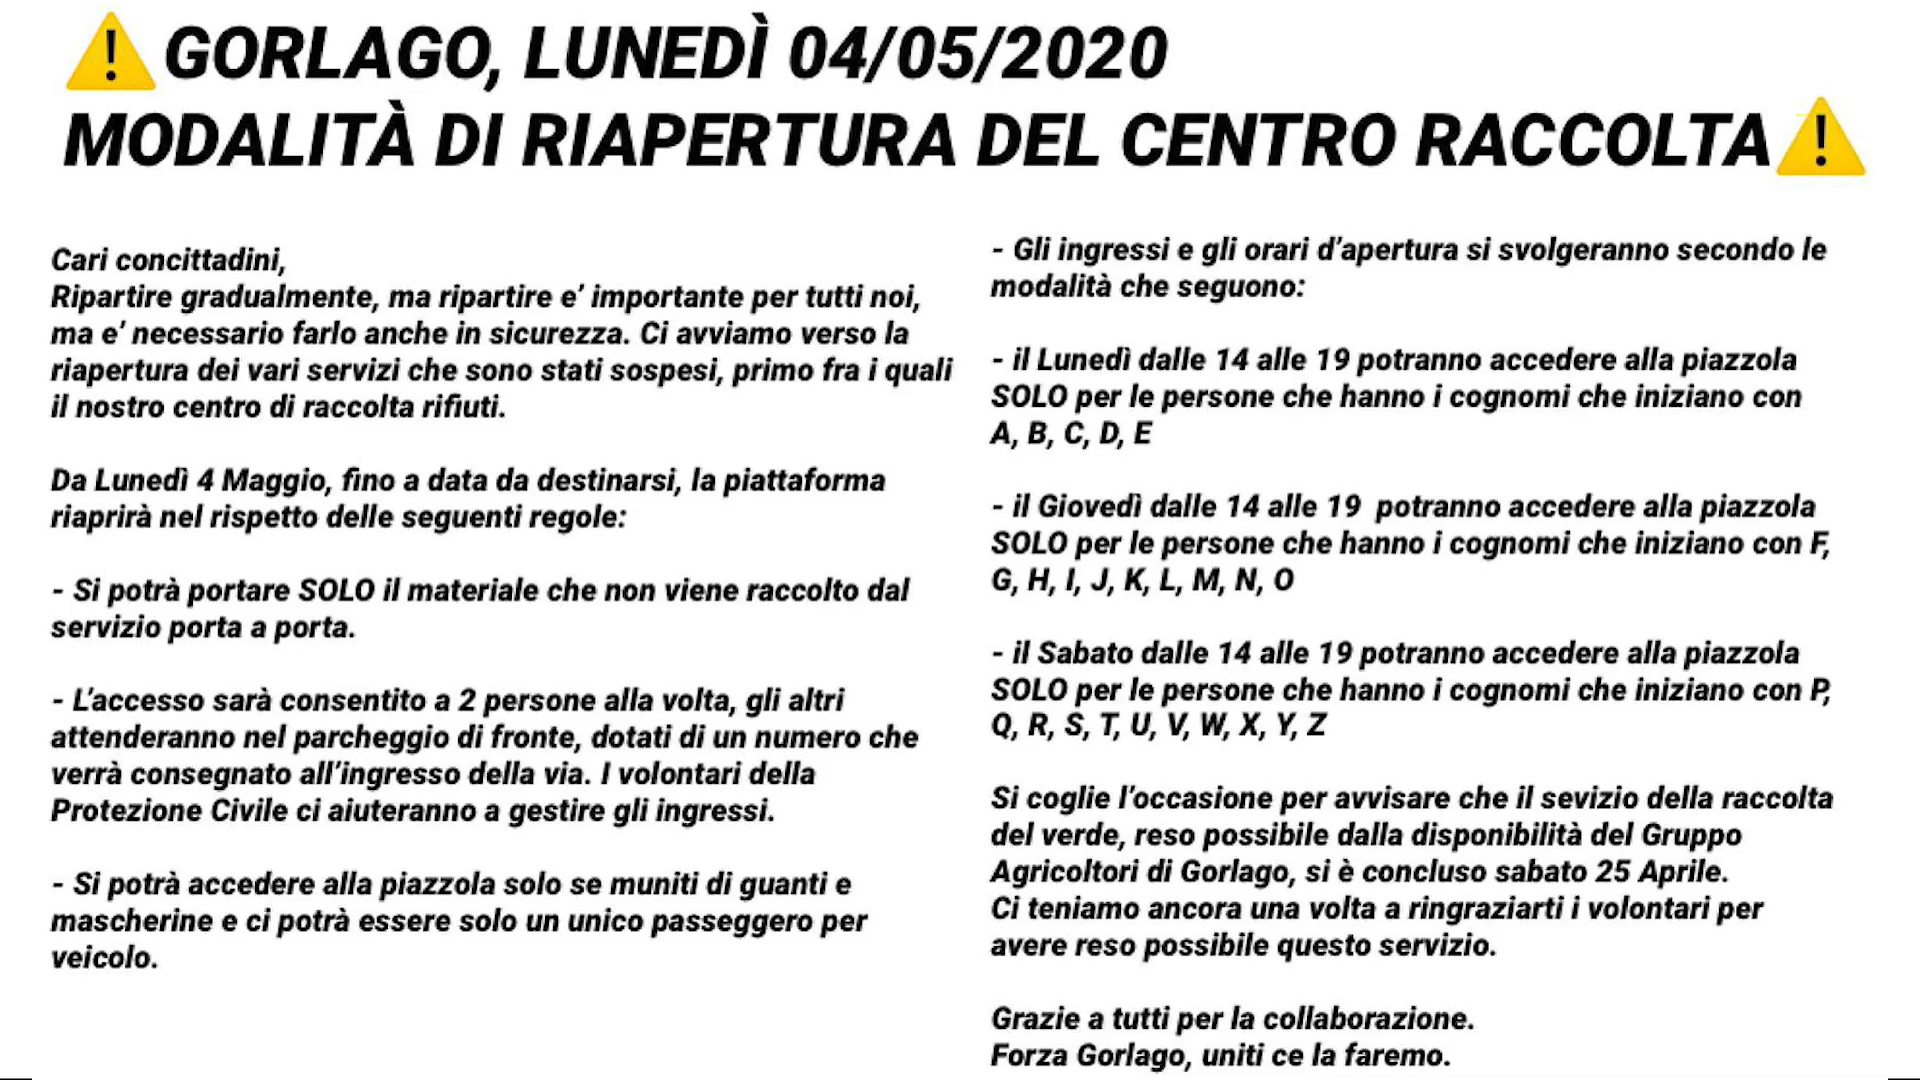 ⚠️GORLAGO, LUNEDÌ 04/05/2020
MODALITÀ DI RIAPERTURA DEL CENTRO RACCOLTA⚠️
Cari concittadini,
Ripartire gradualmente, ma ripartire e’ importante per tutti noi,
ma e’ necessario farlo anche in sicurezza. Ci avviamo verso la
riapertura dei vari servizi che sono stati sospesi, primo fra i quali
il nostro centro di raccolta rifiuti.
Da Lunedì 4 Maggio, fino a data da destinarsi, la piattaforma
riaprirà nel rispetto delle seguenti regole:
- Si potrà portare SOLO il materiale che non viene raccolto dal
servizio porta a porta.
- L’accesso sarà consentito a 2 persone alla volta, gli altri
attenderanno nel parcheggio di fronte, dotati di un numero che
verrà consegnato all’ingresso della via. I volontari della
Protezione Civile ci aiuteranno a gestire gli ingressi.
- Si potrà accedere alla piazzola solo se muniti di guanti e
mascherine e ci potrà essere solo un unico passeggero per
veicolo.
- Gli ingressi e gli orari d’apertura si svolgeranno secondo le
modalità che seguono:
- il Lunedì dalle 14 alle 19 potranno accedere alla piazzola
SOLO per le persone che hanno i cognomi che iniziano con
A, B, C, D, E
- il Giovedì dalle 14 alle 19 potranno accedere alla piazzola
SOLO per le persone che hanno i cognomi che iniziano con F,
G, H, I, J, K, L, M, N, O
- il Sabato dalle 14 alle 19 potranno accedere alla piazzola
SOLO per le persone che hanno i cognomi che iniziano con P,
Q, R, S, T, U, V, W, X, Y, Z
Si coglie l’occasione per avvisare che il sevizio della raccolta
del verde, reso possibile dalla disponibilità del Gruppo
Agricoltori di Gorlago, si è concluso sabato 25 Aprile.
Ci teniamo ancora una volta a ringraziarti i volontari per
avere reso possibile questo servizio.
Grazie a tutti per la collaborazione.
Forza Gorlago, uniti ce la faremo.